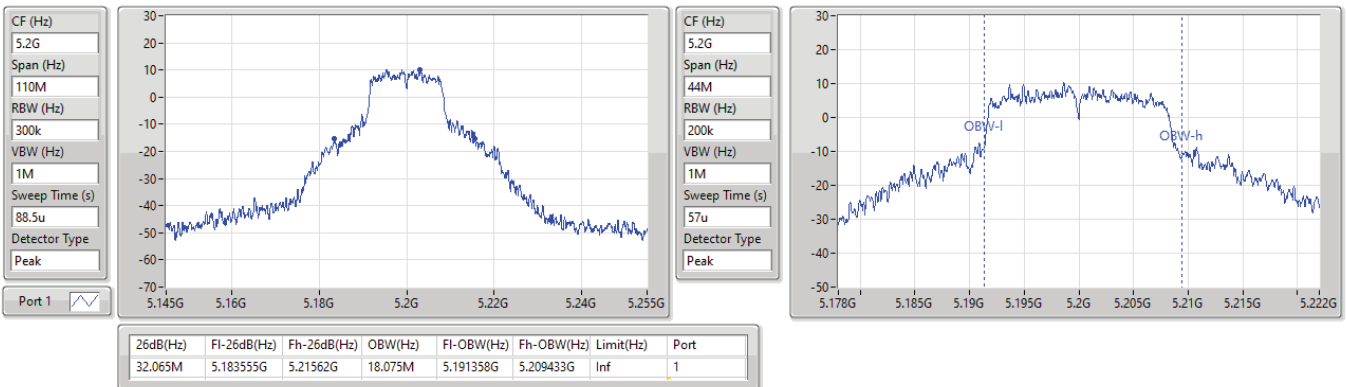 CF (Hz)
5.2G
Span (Hz)
110M
RBW (Hz)
300k
VBW (Hz)
1M
Sweep Time (s)
88.5u
Detector Type
Peak
Port 1
30
20
10
0
-10
-20
-30
-40
-50
-60
-70
5.145G 5.16G 5.18G 5.2G 5.22G 5.24G 5.255G
CF (Hz)
5.2G
Span (Hz)
44M
RBW (Hz)
200k
VBW (Hz)
1M
Sweep Time (s)
57u
Detector Type
Peak
30
20
10
0
-10
-20
-30
-40
-50
OBW-l
OBW-h
5.178G 5.185G 5.19G 5.195G 5.2G 5.205G 5.21G 5.215G 5.222G
26dB(Hz) Fl-26dB(Hz) Fh-26dB(Hz) OBW(Hz) Fl-OBW(Hz) Fh-OBW(Hz) Limit(Hz) Port
32.065M 5.183555G 5.21562G 18.075M 5.191358G 5.209433G Inf 1